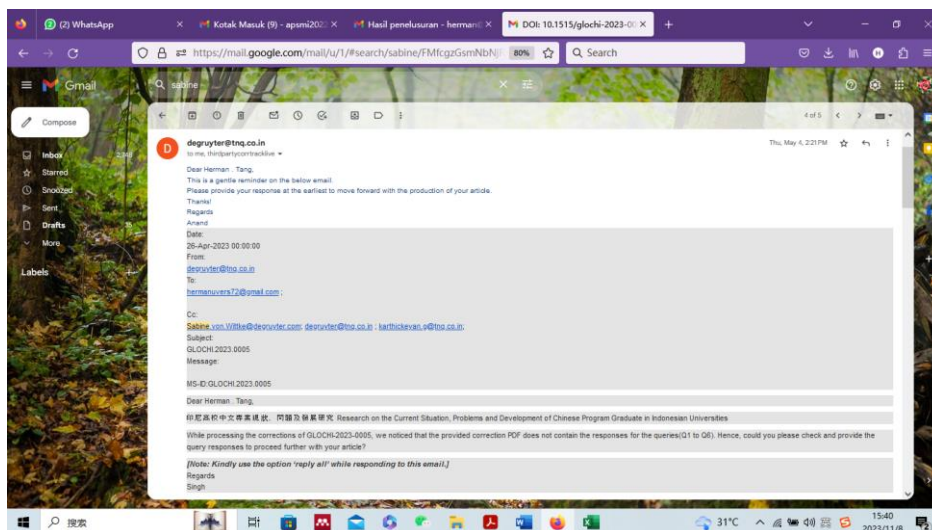 (2) WhatsApp
Kotak Masuk (9) - apsmi202
Hasil penelusuran - herman
DOI: 10.1515/glochi-2023-00
https://mail.google.com/mail/u/1/#search/sabine/FMfcgzGsmNbN
80%
Search
Gmail
sabine
Compose
4 of 5
Inbox
Starred
Snoozed
Sent
Drafts 35
More
Labels
D
degruyter@tnq.co.in
Thu, May 4, 2:21 PM
to me, thirdpartycorrtracklive
Dear Herman . Tang,
This is a gentle reminder on the below email.
Please provide your response at the earliest to move forward with the production of your article.
Thanks!
Regards
Anand
Date:
26-Apr-2023 00:00:00
From:
degruyter@tnq.co.in
To:
hermanuvers72@gmail.com ;
Cc:
Sabine.von.Wittke@degruyter.com; degruyter@tnq.co.in ; karthickeyan.g@tnq.co.in;
Subject:
GLOCHI.2023.0005
Message:
MS-ID:GLOCHI.2023.0005
Dear Herman . Tang,
印尼高校中文專業現狀、問題及發展研究 Research on the Current Situation, Problems and Development of Chinese Program Graduate in Indonesian Universities
While processing the corrections of GLOCHI-2023-0005, we noticed that the provided correction PDF does not contain the responses for the queries(Q1 to Q6). Hence, could you please check and provide the
query responses to proceed further with your article?
[Note: Kindly use the option 'reply all' while responding to this email.]
Regards
Singh
搜索
31°C
15:40
2023/11/8